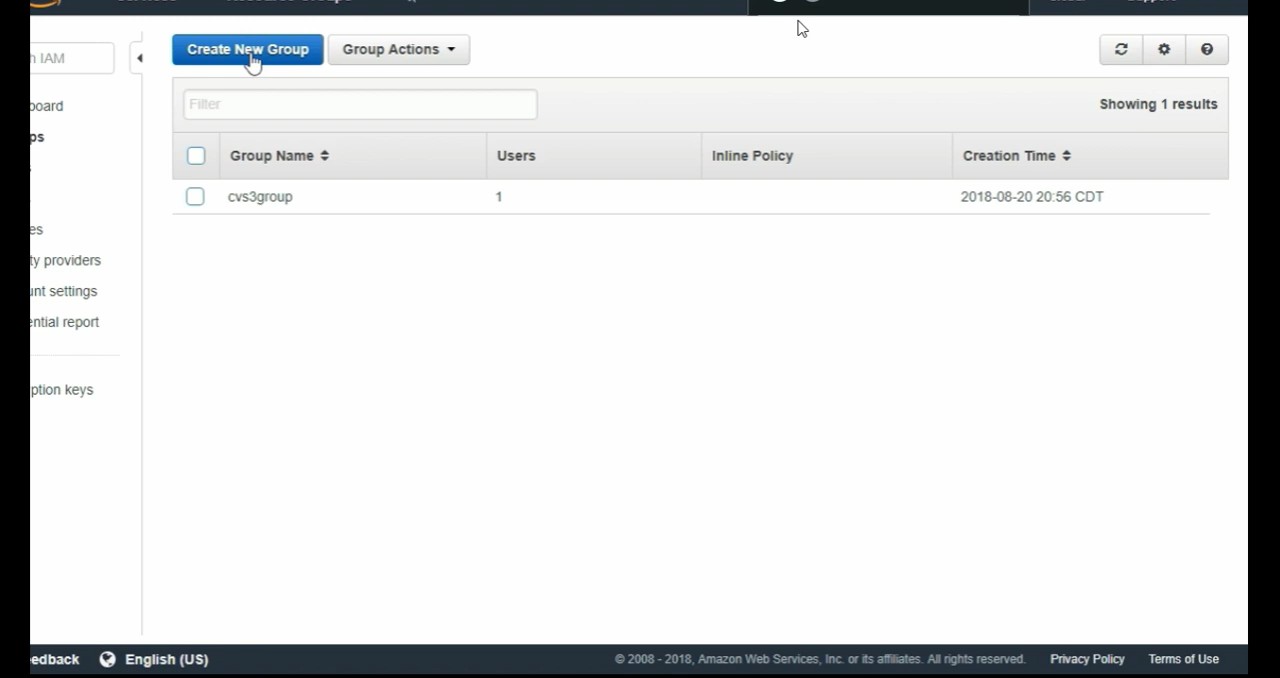 Create New Group
Group Actions
Filter
Showing 1 results
Group Name
Users
Inline Policy
Creation Time
cvs3group
1
2018-08-20 20:56 CDT
IAM
board
ps
es
ty providers
unt settings
ential report
ption keys
edback
English (US)
© 2008 - 2018, Amazon Web Services, Inc. or its affiliates. All rights reserved.
Privacy Policy
Terms of Use